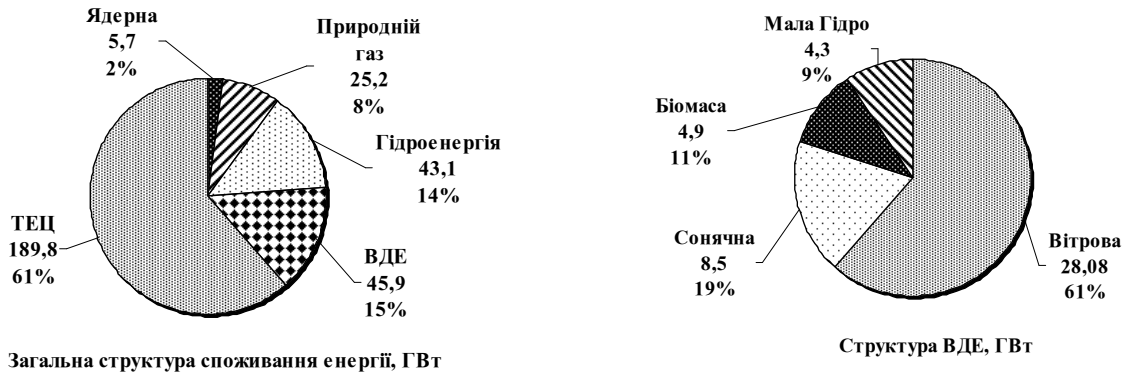 Ядерна
5,7
2%
Природній
газ
25,2
8%
Гідроенергія
43,1
14%
ВДЕ
45,9
15%
ТЕЦ
189,8
61%
Загальна структура споживання енергії, ГВт
Мала Гідро
4,3
9%
Біомаса
4,9
11%
Сонячна
8,5
19%
Вітрова
28,08
61%
Структура ВДЕ, ГВт